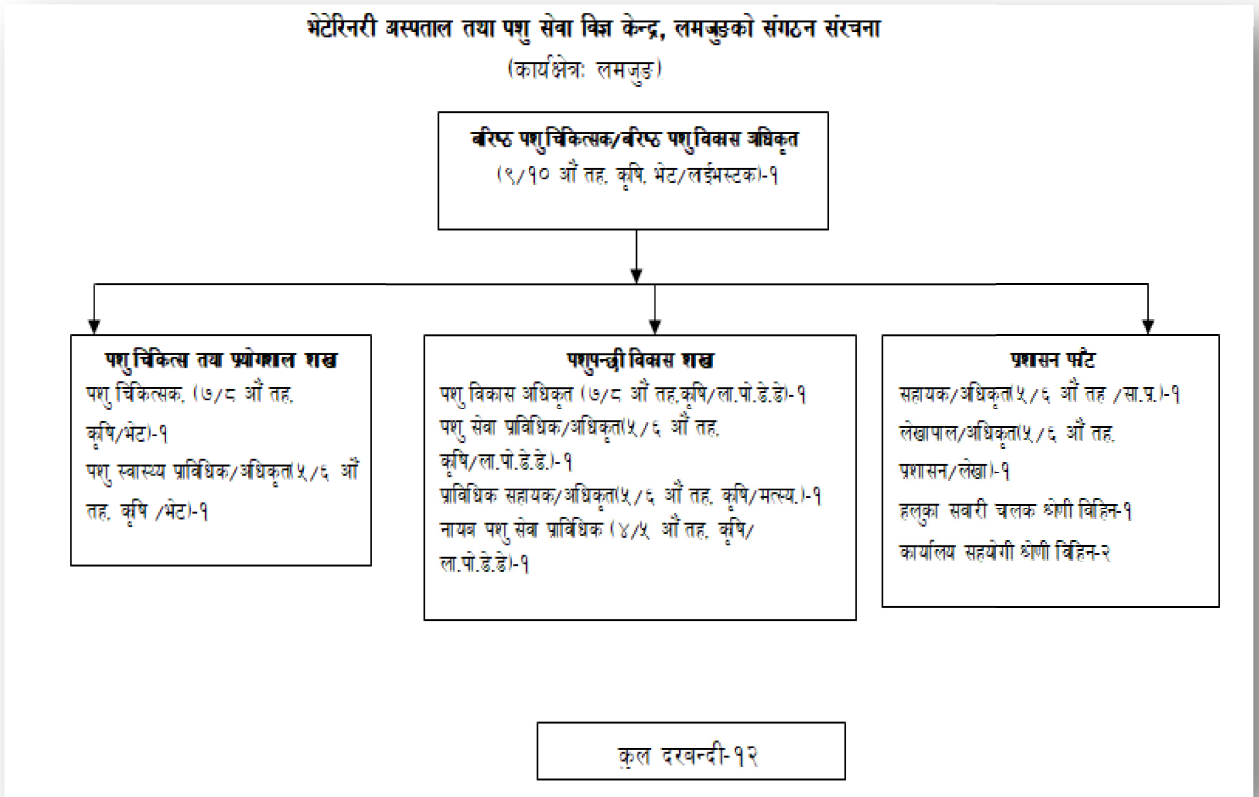 भेटेरिनरी अस्पताल तथा पशु सेवा विज्ञ केन्द्र, लमजुङको संगठन संरचना
(कार्यक्षेत्रः लमजुङ)
बरिष्ठ पशु चिकित्सक/बरिष्ठ पशु विकास अधिकृत
(९/१० औं तह, कृषि, भेट/लाईभस्टक)-१
पशु चिकित्स तथा प्रयोगशाल शाख
पशु चिकित्सक, (७/८ औं तह,
कृषि/भेट)-१
पशु स्वास्थ्य प्राविधिक/अधिकृत(५/६ औं
तह, कृषि /भेट)-१
पशुपन्छी विकास शाख
पशु विकास अधिकृत (७/८ औं तह,कृषि/ला.पो.डे.डे)-१
पशु सेवा प्राविधिक/अधिकृत(५/६ औं तह,
कृषि/ला.पो.डे.डे.)-१
प्राविधिक सहायक/अधिकृत(५/६ औं तह, कृषि/मत्स्य.)-१
नायब पशु सेवा प्राविधिक (४/५ औं तह, कृषि/
ला.पो.डे.डे)-१
प्रशासन फाँट
सहायक/अधिकृत(५/६ औं तह /सा.प्र.)-१
लेखापाल/अधिकृत(५/६ औं तह,
प्रशासन/लेखा)-१
हलुका सवारी चालक श्रेणी विहिन-१
कार्यालय सहयोगी श्रेणी विहिन-२
कुल दरबन्दी-१२